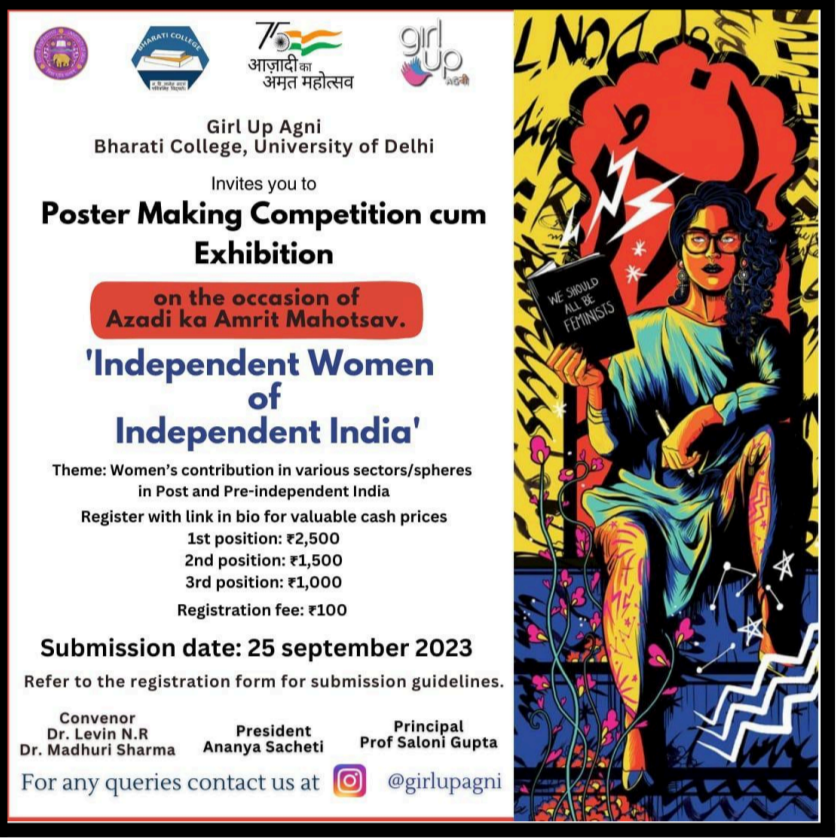 BHARATI COLLEGE
75
आज़ादी का
अमृत महोत्सव
girl
up
Girl Up Agni
Bharati College, University of Delhi
Invites you to
Poster Making Competition cum
Exhibition
on the occasion of
Azadi ka Amrit Mahotsav.
'Independent Women
of
Independent India'
Theme: Women's contribution in various sectors/spheres
in Post and Pre-independent India
Register with link in bio for valuable cash prices
1st position: ₹2,500
2nd position: ₹1,500
3rd position: ₹1,000
Registration fee: ₹100
Submission date: 25 september 2023
Refer to the registration form for submission guidelines.
Convenor
Dr. Levin N.R
Dr. Madhuri Sharma
President
Ananya Sacheti
Principal
Prof Saloni Gupta
For any queries contact us at
@girlupagni
WE SHOULD
ALL BE
FEMINISTS